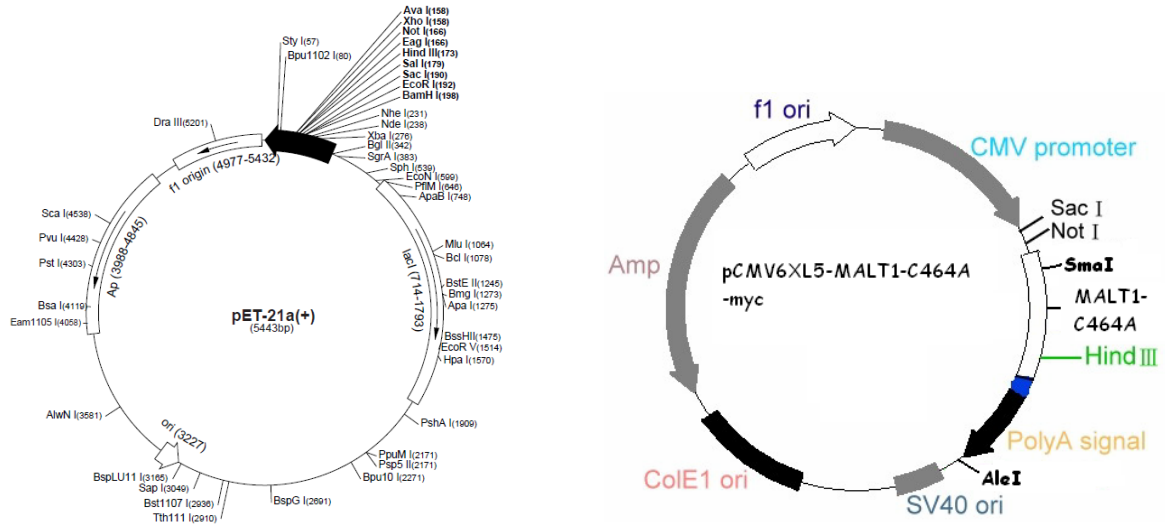 Ava I(158)
Xho I(158)
Not I(166)
Eag I(166)
Hind III(173)
Sal I(179)
Sac I(190)
EcoR I(192)
BamH I(198)
Sty I(57)
Bpu1102 I(80)
Nhe I(231)
Nde I(238)
Xba I(276)
Bgl II(342)
SgrA I(383)
Sph I(539)
EcoN I(599)
PflM I(646)
ApaB I(748)
Dra III(5201)
f1 origin (4977-5432)
Sca I(4538)
Pvu I(4428)
Pst I(4303)
Bsa I(4119)
Eam1105 I(4058)
Ap (3988-4845)
lacI (714-1793)
Mlu I(1064)
Bcl I(1078)
BstE II(1245)
Bmg I(1273)
Apa I(1275)
BssHII(1475)
EcoR V(1514)
Hpa I(1570)
pET-21a(+)
(5443bp)
AlwN I(3581)
ori (3227)
PshA I(1909)
PpuM I(2171)
Psp5 II(2171)
Bpu10 I(2271)
BspLU11 I(3165)
Sap I(3049)
Bst1107 I(2936)
Tth111 I(2910)
BspG I(2691)
f1 ori
CMV promoter
Sac I
Not I
SmaI
MALT1-
C464A
Hind III
Amp
pCMV6XL5-MALT1-C464A
-myc
PolyA signal
AleI
ColE1 ori
SV40 ori